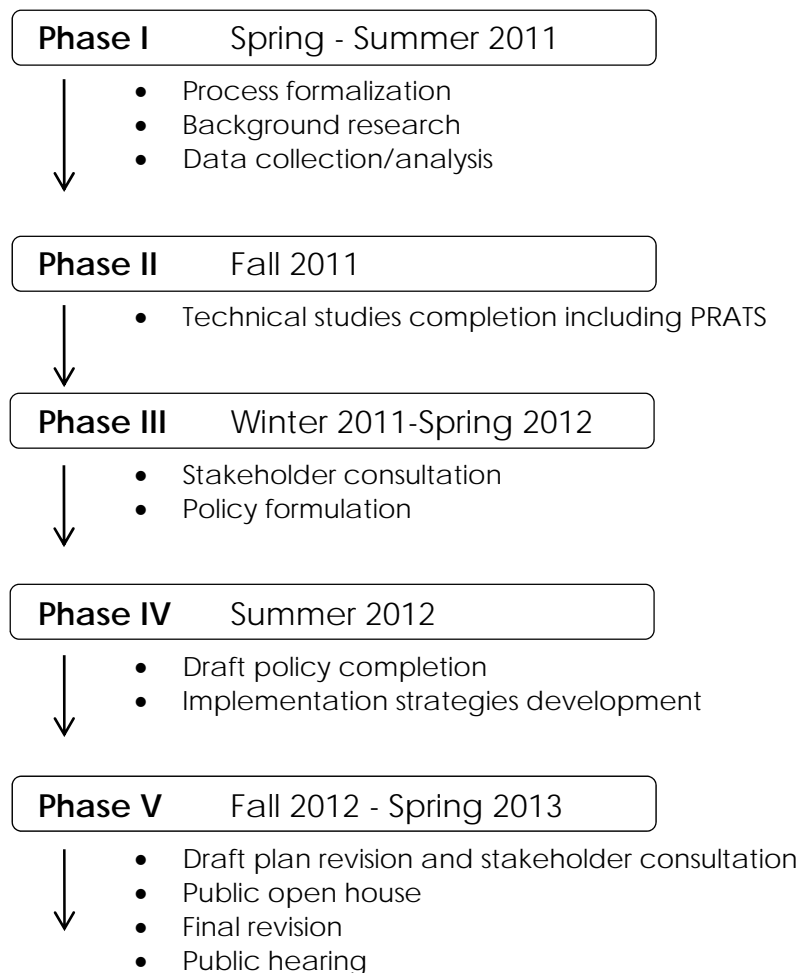 Phase I Spring - Summer 2011
• Process formalization
• Background research
• Data collection/analysis
Phase II Fall 2011
• Technical studies completion including PRATS
Phase III Winter 2011-Spring 2012
• Stakeholder consultation
• Policy formulation
Phase IV Summer 2012
• Draft policy completion
• Implementation strategies development
Phase V Fall 2012 - Spring 2013
• Draft plan revision and stakeholder consultation
• Public open house
• Final revision
• Public hearing